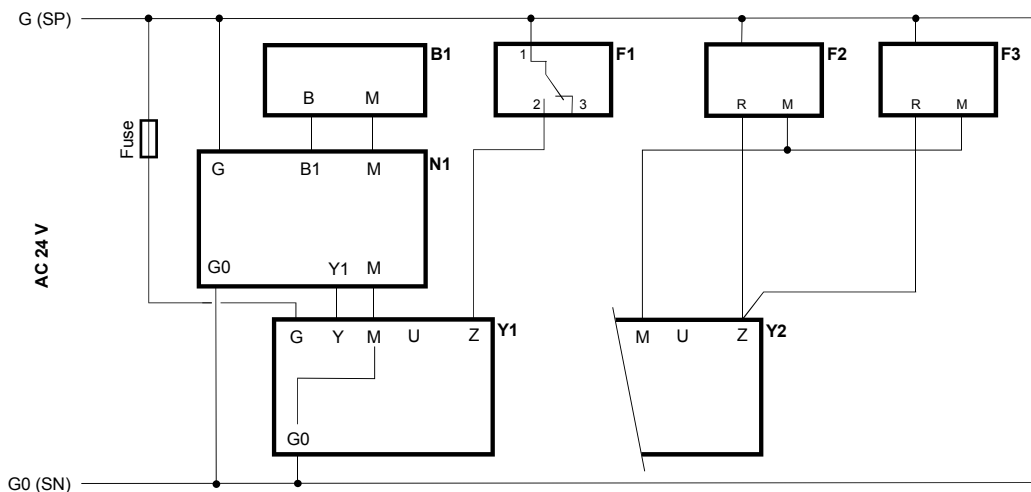 G (SP)
B1
F1
F2
F3
1
2
3
B M
R M
R M
Fuse
N1
G B1 M
G0 Y1 M
AC 24 V
Y1
G Y M U Z
G0
Y2
M U Z
G0 (SN)